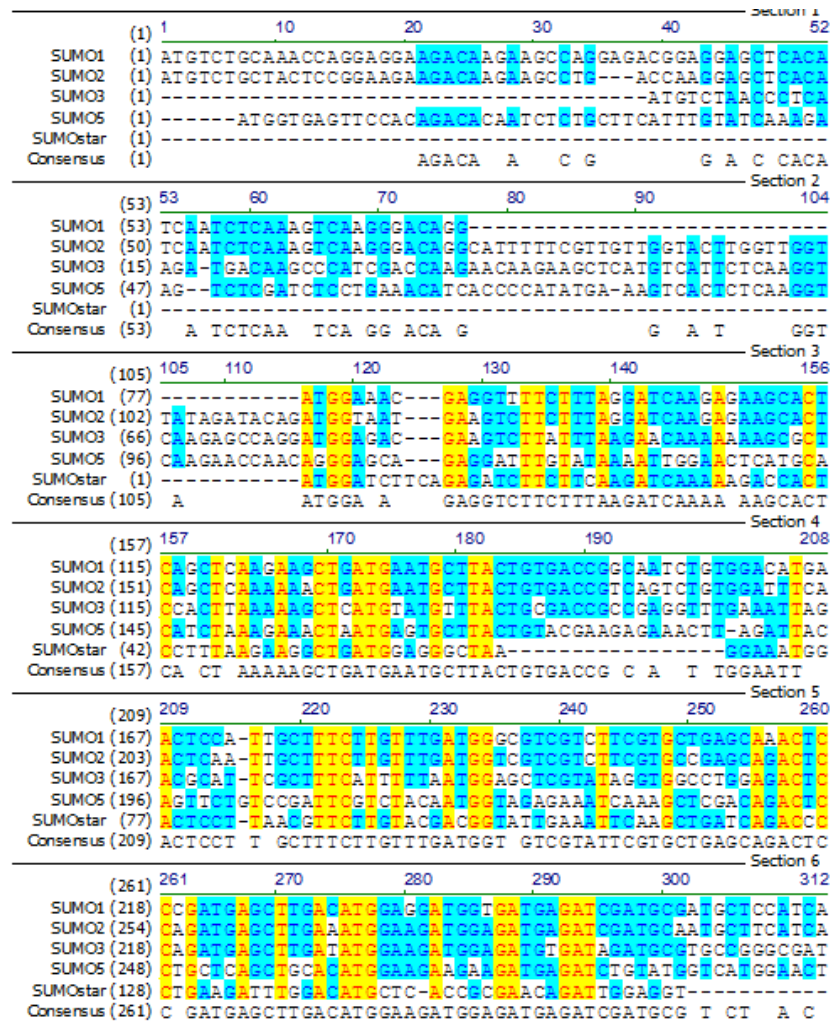 Section 1
(1) 1 10 20 30 40 52
SUMO1 (1) ATGTCTGCAAACCAGGAGGAAGACAAGAAGCCAGGAGACGGAGGAGCTCACA
SUMO2 (1) ATGTCTGCTACTCCGGAAGAAGACAAGAAGCCTG---ACCAAGGAGCTCACA
SUMO3 (1) --------------------------------------ATGTCTAACCCTCA
SUMO5 (1) ------ATGGTGAGTTCCACAGACACAATCTCTGCTTCATTTGTATCAAAGA
SUMOstar (1) ----------------------------------------------------
Consensus (1) AGACA A C G G A C CACA
Section 2
(53) 53 60 70 80 90 104
SUMO1 (53) TCAATCTCAAAGTCAAGGGACAGG----------------------------
SUMO2 (50) TCAATCTCAAAGTCAAGGGACAGGCATTTTTCGTTGTTGGTACTTGGTTGGT
SUMO3 (15) AGA-TGACAAGCCCATCGACCAAGAACAAGAAGCTCATGTCATTCTCAAGGT
SUMO5 (47) AG--TCTCGATCTCCTGAAACATCACCCCATATGA-AAGTCACTCTCAAGGT
SUMOstar (1) ----------------------------------------------------
Consensus (53) A TCTCAA TCA GG ACA G G A T GGT
Section 3
(105) 105 110 120 130 140 156
SUMO1 (77) -----------ATGGAAAC---GAGGTTTTCTTTAGGATCAAGAGAAGCACT
SUMO2 (102) TATAGATACAGATGGTAAT---GAAGTCTTCTTTAGGATCAAGAGAAGCACT
SUMO3 (66) CAAGAGCCAGGATGGAGAC---GAAGTCTTATTTAAGAACAAAAAAAGCGCT
SUMO5 (96) CAAGAACCAACAGGGAGCA---GAGGATTTGTATAAAATTGGAACTCATGCA
SUMOstar (1) -----------ATGGATCTTCAGAGATCTTCTTCAAGATCAAAAAGACCACT
Consensus (105) A ATGGA A GAGGTCTTCTTTAAGATCAAAA AAGCACT
Section 4
(157) 157 170 180 190 208
SUMO1 (115) CAGCTCAAGAAGCTGATGAATGCTTACTGTGACCGGCAATCTGTGGACATGA
SUMO2 (151) CAGCTCAAAAAACTGATGAATGCTTACTGTGACCGTCAGTCTGTGGATTTCA
SUMO3 (115) CCACTTAAAAAGCTCATGTATGTTTACTGCGACCGCCGAGGTTTGAAATTAG
SUMO5 (145) CATCTAAAGAAACTAATGAGTGCTTACTGTACGAAGAGAAACTT-AGATTAC
SUMOstar (42) CCTTTAAGAAGGCTGATGGAGGGCTAA-----------------GGAAATGG
Consensus (157) CA CT AAAAAGCTGATGAATGCTTACTGTGACCG C A T TGGAATT
Section 5
(209) 209 220 230 240 250 260
SUMO1 (167) ACTCCA-TTGCTTTCTTGTTTGATGGGCGTCGTCTTCGTGCTGAGCAAACTC
SUMO2 (203) ACTCAA-TTGCTTTCTTGTTTGATGGTCGTCGTCTTCGTGCCGAGCAGACTC
SUMO3 (167) ACGCAT-TCGCTTTCATTTTTAATGGAGCTCGTATAGGTGGCCTGGAGACTC
SUMO5 (196) AGTTCTGTCCGATTCGTCTACAATGGTAGAGAAATCAAAGCTCGACAGACTC
SUMOstar (77) ACTCCT-TAACGTTCTTGTACGACGGTATTGAAATTCAAGCTGATCAGACCC
Consensus (209) ACTCCT T GCTTTCTTGTTTGATGGT GTCGTATTCGTGCTGAGCAGACTC
Section 6
(261) 261 270 280 290 300 312
SUMO1 (218) CCGATGAGCTTGACATGGAGGATGGTGATGAGATCGATGCGATGCTCCATCA
SUMO2 (254) CAGATGAGCTTGAAATGGAAGATGGAGATGAGATCGATGCAATGCTTCATCA
SUMO3 (218) CAGATGAGCTTGATATGGAAGATGGAGATGTGATAGATGCGTGCCGGGCGAT
SUMO5 (248) CTGCTCAGCTGCACATGGAAGAAGAAGATGAGATCTGTATGGTCATGGAACT
SUMOstar (128) CTGAAGATTTGGACATGCTC-ACCGCGAACAGATTGGAGGT-----------
Consensus (261) C GATGAGCTTGACATGGAAGATGGAGATGAGATCGATGCG T CT A C